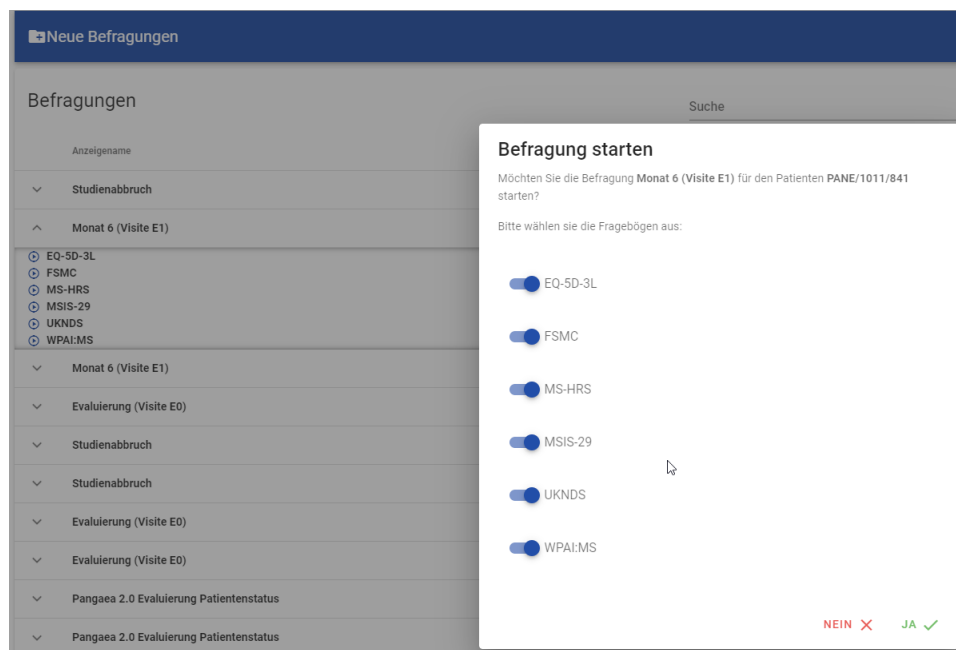 Neue Befragungen
Befragungen
Suche
Anzeigename
Studienabbruch
Monat 6 (Visite E1)
EQ-5D-3L
FSMC
MS-HRS
MSIS-29
UKNDS
WPAI:MS
Monat 6 (Visite E1)
Evaluierung (Visite E0)
Studienabbruch
Studienabbruch
Evaluierung (Visite E0)
Evaluierung (Visite E0)
Pangaea 2.0 Evaluierung Patientenstatus
Pangaea 2.0 Evaluierung Patientenstatus
Befragung starten
Möchten Sie die Befragung Monat 6 (Visite E1) für den Patienten PANE/1011/841
starten?
Bitte wählen sie die Fragebögen aus:
EQ-5D-3L
FSMC
MS-HRS
MSIS-29
UKNDS
WPAI:MS
NEIN JA